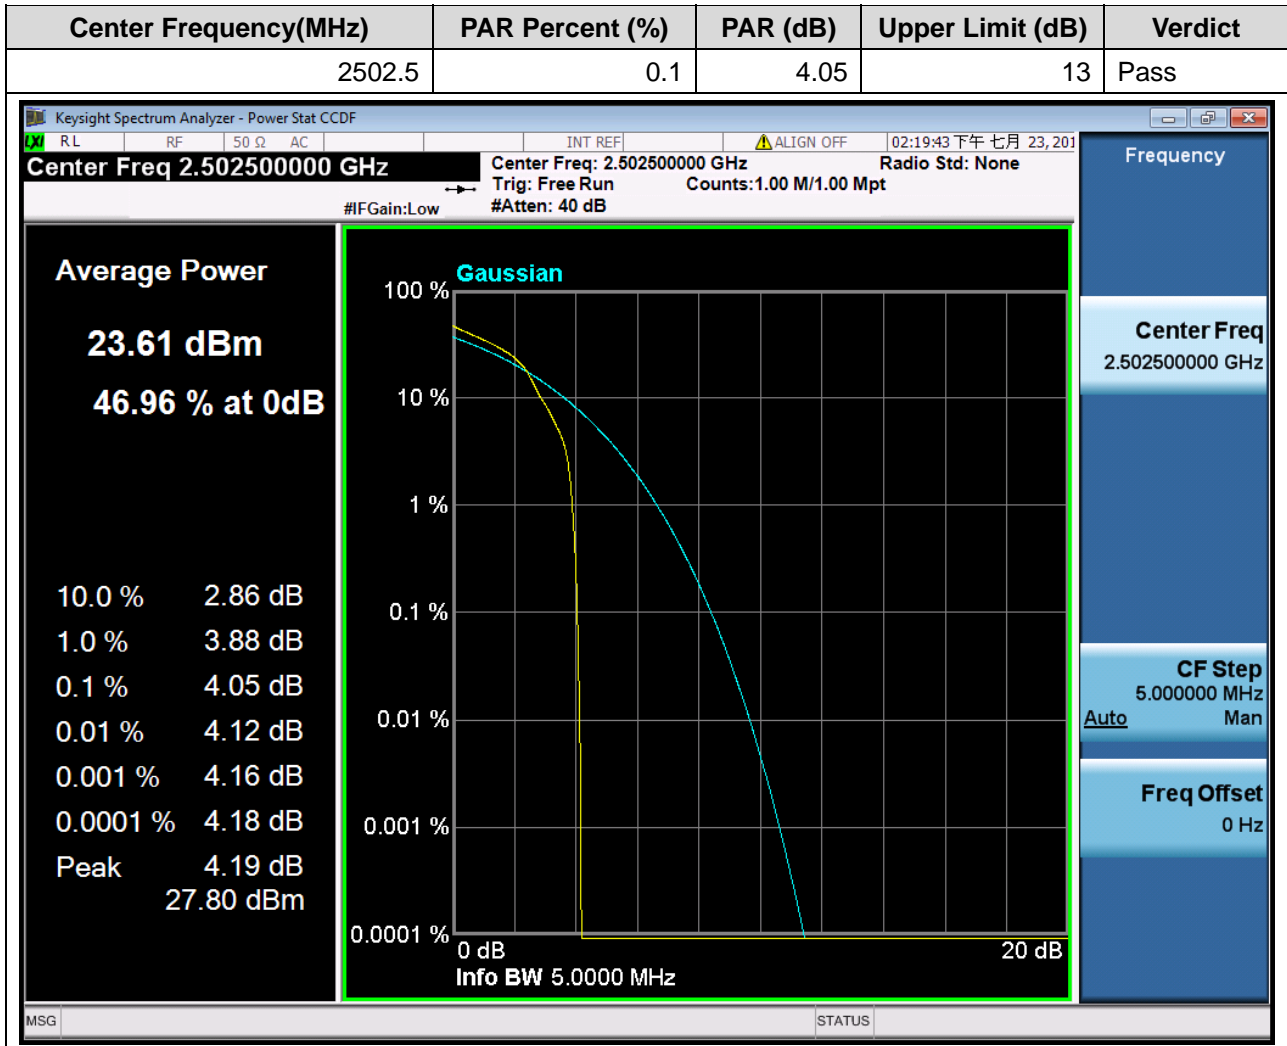 Center Frequency(MHz) PAR Percent (%) PAR (dB) Upper Limit (dB) Verdict
2502.5 0.1 4.05 13 Pass
Keysight Spectrum Analyzer - Power Stat CCDF
LXI RL RF 50 Ω AC INT REF ALIGN OFF 02:19:43 下午 七月 23, 201
Center Freq 2.502500000 GHz
Center Freq: 2.502500000 GHz Radio Std: None
Trig: Free Run Counts:1.00 M/1.00 Mpt
#IFGain:Low #Atten: 40 dB
Average Power
23.61 dBm
46.96 % at 0dB
10.0 % 2.86 dB
1.0 % 3.88 dB
0.1 % 4.05 dB
0.01 % 4.12 dB
0.001 % 4.16 dB
0.0001 % 4.18 dB
Peak 4.19 dB
27.80 dBm
Gaussian
100 %
10 %
1 %
0.1 %
0.01 %
0.001 %
0.0001 %
0 dB 20 dB
Info BW 5.0000 MHz
Frequency
Center Freq
2.502500000 GHz
CF Step
5.000000 MHz
Auto Man
Freq Offset
0 Hz
MSG STATUS